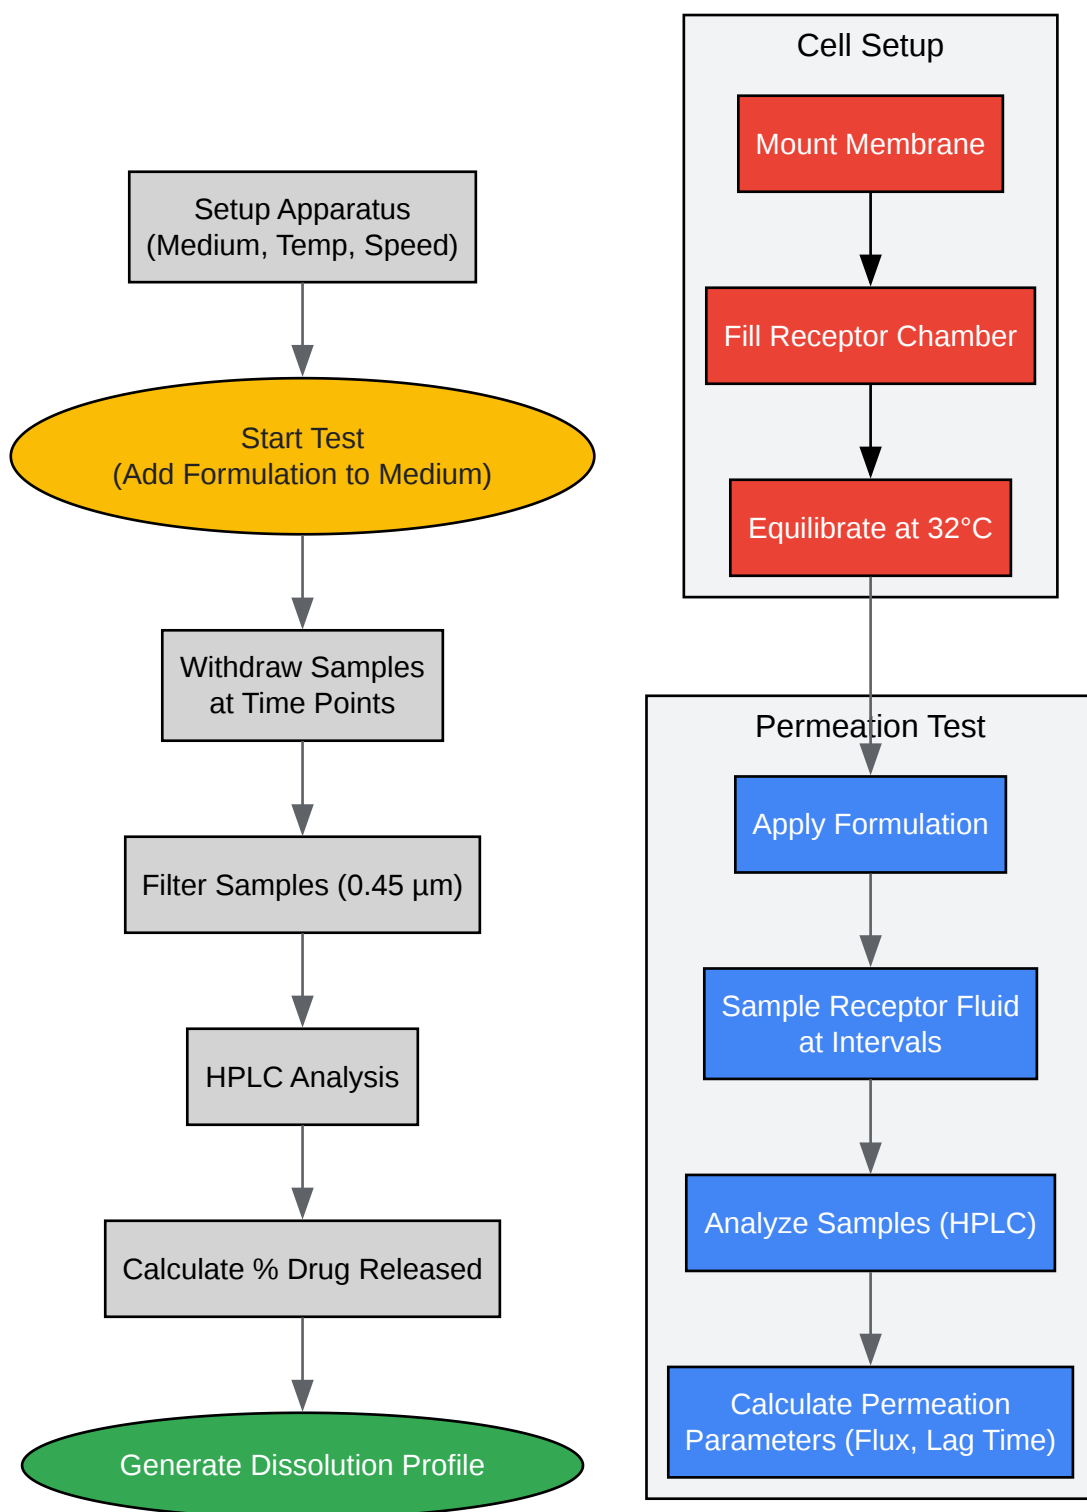 Setup Apparatus
(Medium, Temp, Speed)
Start Test
(Add Formulation to Medium)
Withdraw Samples
at Time Points
Filter Samples (0.45 µm)
HPLC Analysis
Calculate % Drug Released
Generate Dissolution Profile
Cell Setup
Mount Membrane
Fill Receptor Chamber
Equilibrate at 32°C
Permeation Test
Apply Formulation
Sample Receptor Fluid
at Intervals
Analyze Samples (HPLC)
Calculate Permeation
Parameters (Flux, Lag Time)